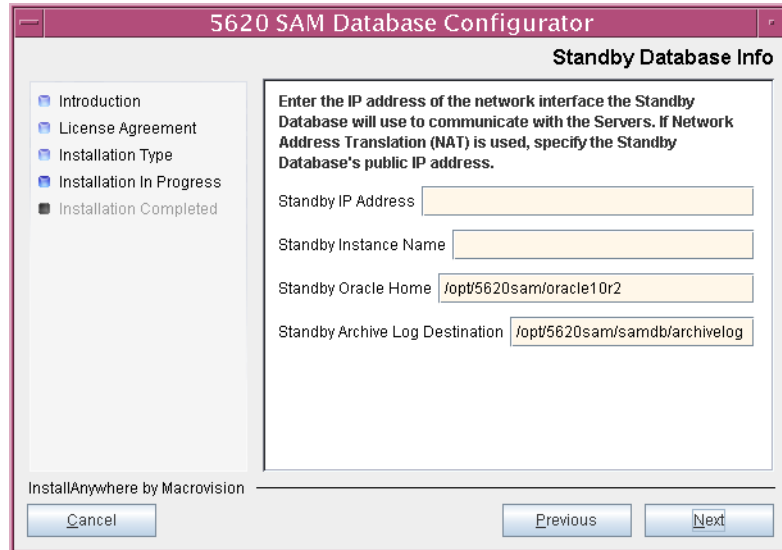 5620 SAM Database Configurator
Standby Database Info
Introduction
License Agreement
Installation Type
Installation In Progress
Installation Completed
Enter the IP address of the network interface the Standby
Database will use to communicate with the Servers. If Network
Address Translation (NAT) is used, specify the Standby
Database's public IP address.
Standby IP Address
Standby Instance Name
Standby Oracle Home /opt/5620sam/oracle10r2
Standby Archive Log Destination /opt/5620sam/samdb/archivelog
InstallAnywhere by Macrovision
Cancel Previous Next